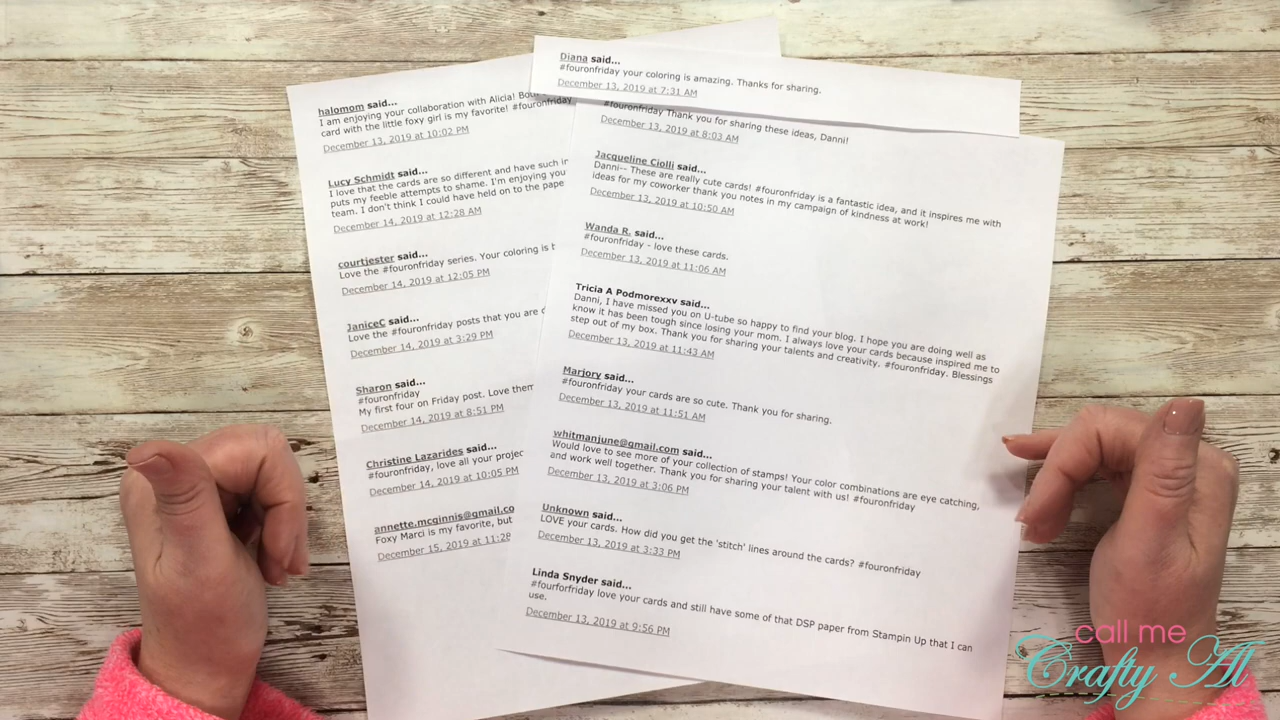 halomom said...
I am enjoying your collaboration with Alicia!
card with the little foxy girl is my favorite! #fouronfriday
December 13, 2019 at 10:02 PM
Lucy Schmidt said...
I love that the cards are so different and have such
puts my feeble attempts to shame. I'm enjoying you
team. I don't think I could have held on to the pape
December 14, 2019 at 12:28 AM
courtjester said...
Love the #fouronfriday series. Your coloring is
December 14, 2019 at 12:05 PM
JaniceC said...
Love the #fouronfriday posts that you are
December 14, 2019 at 3:29 PM
Sharon said...
#fouronfriday
My first four on Friday post. Love them
December 14, 2019 at 8:51 PM
Christine Lazarides said...
#fouronfriday, love all your projec
December 14, 2019 at 10:05 PM
annette.mcginnis@gmail.co
Foxy Marci is my favorite, but
December 15, 2019 at 11:28
Diana said...
#fouronfriday your coloring is amazing. Thanks for sharing.
December 13, 2019 at 7:31 AM
#fouronfriday Thank you for sharing these ideas, Danni!
December 13, 2019 at 8:03 AM
Jacqueline Ciolli said...
Danni-- These are really cute cards! #fouronfriday is a fantastic idea, and it inspires me with
ideas for my coworker thank you notes in my campaign of kindness at work!
December 13, 2019 at 10:50 AM
Wanda R. said...
#fouronfriday - love these cards.
December 13, 2019 at 11:06 AM
Tricia A Podmorexxv said...
Danni, I have missed you on U-tube so happy to find your blog. I hope you are doing well as
know it has been tough since losing your mom. I always love your cards because inspired me to
step out of my box. Thank you for sharing your talents and creativity. #fouronfriday. Blessings
December 13, 2019 at 11:43 AM
Marjory said...
#fouronfriday your cards are so cute. Thank you for sharing.
December 13, 2019 at 11:51 AM
whitmanjune@gmail.com said...
Would love to see more of your collection of stamps! Your color combinations are eye catching,
and work well together. Thank you for sharing your talent with us! #fouronfriday
December 13, 2019 at 3:06 PM
Unknown said...
LOVE your cards. How did you get the 'stitch' lines around the cards? #fouronfriday
December 13, 2019 at 3:33 PM
Linda Snyder said...
#fourforfriday love your cards and still have some of that DSP paper from Stampin Up that I can
use.
December 13, 2019 at 9:56 PM
call me
Crafty Al